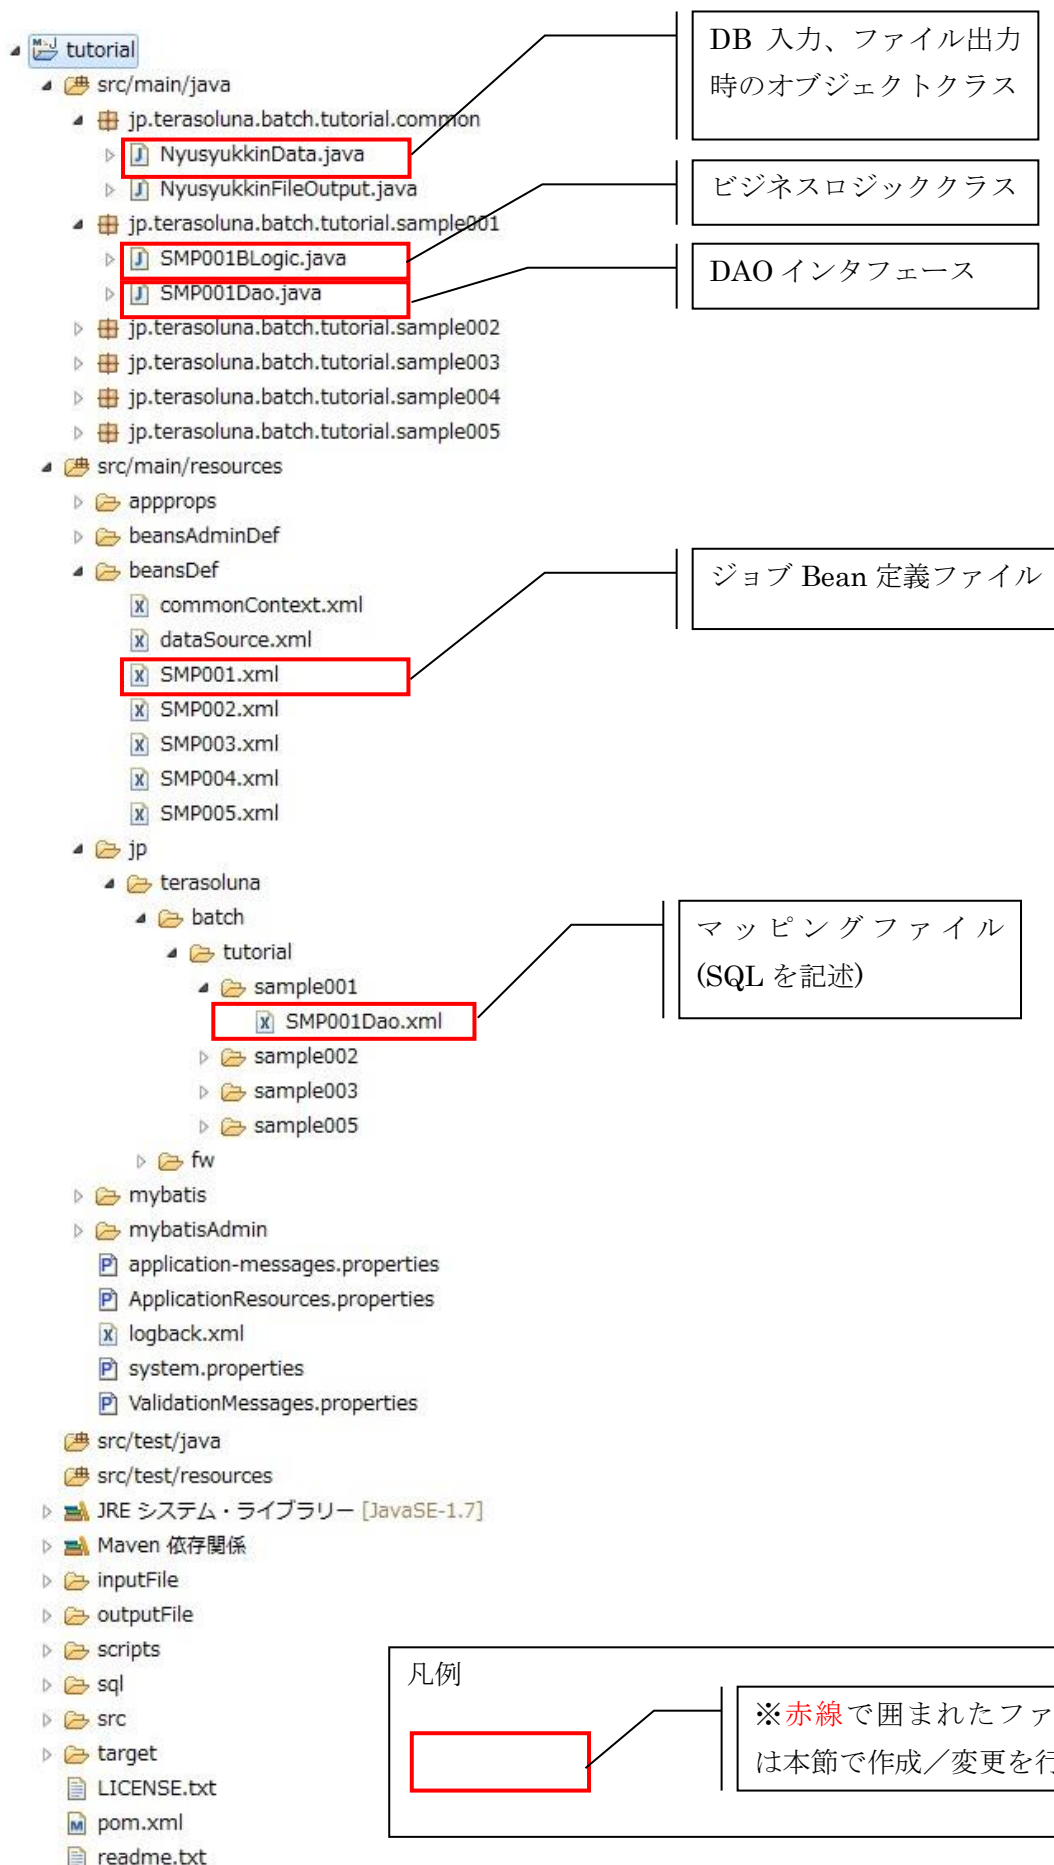 tutorial
src/main/java
jp.terasoluna.batch.tutorial.common
NyusyukkinData.java
NyusyukkinFileOutput.java
jp.terasoluna.batch.tutorial.sample001
SMP001BLogic.java
SMP001Dao.java
jp.terasoluna.batch.tutorial.sample002
jp.terasoluna.batch.tutorial.sample003
jp.terasoluna.batch.tutorial.sample004
jp.terasoluna.batch.tutorial.sample005
src/main/resources
appprops
beansAdminDef
beansDef
commonContext.xml
dataSource.xml
SMP001.xml
SMP002.xml
SMP003.xml
SMP004.xml
SMP005.xml
jp
terasoluna
batch
tutorial
sample001
SMP001Dao.xml
sample002
sample003
sample005
fw
mybatis
mybatisAdmin
application-messages.properties
ApplicationResources.properties
logback.xml
system.properties
ValidationMessages.properties
src/test/java
src/test/resources
JRE システム・ライブラリー [JavaSE-1.7]
Maven 依存関係
inputFile
outputFile
scripts
sql
src
target
LICENSE.txt
pom.xml
readme.txt
DB 入力、ファイル出力
時のオブジェクトクラス
ビジネスロジッククラス
DAO インタフェース
ジョブ Bean 定義ファイル
マッピングファイル
(SQL を記述)
凡例
※赤線で囲まれたファ
は本節で作成／変更を行